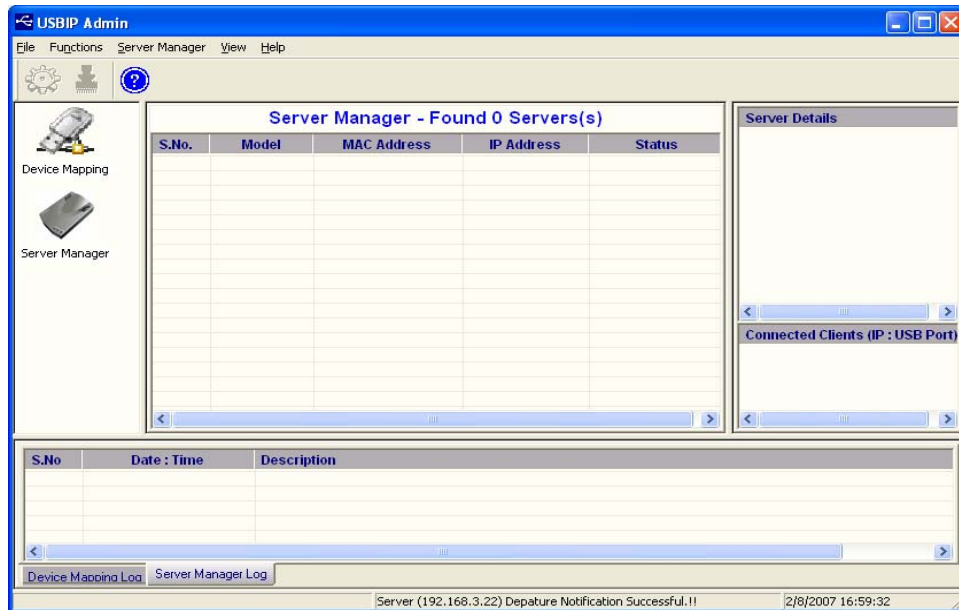 USBIP Admin
File Functions Server Manager View Help
?
Device Mapping
Server Manager
Server Manager - Found 0 Servers(s)
S.No. Model MAC Address IP Address Status
Server Details
Connected Clients (IP : USB Port)
S.No Date : Time Description
Device Mapping Log Server Manager Log
Server (192.168.3.22) Depature Notification Successful.!! 2/8/2007 16:59:32